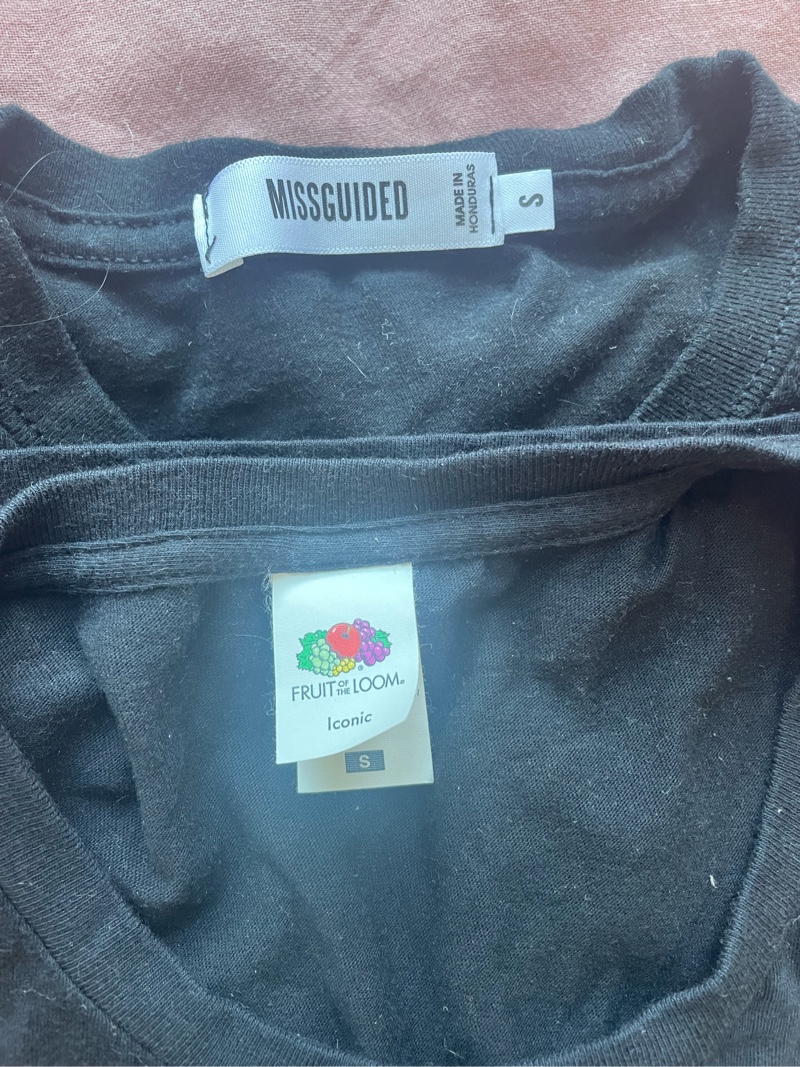 MISSGUIDED
MADE IN
HONDURAS
S
FRUIT OF THE LOOM®
Iconic
S